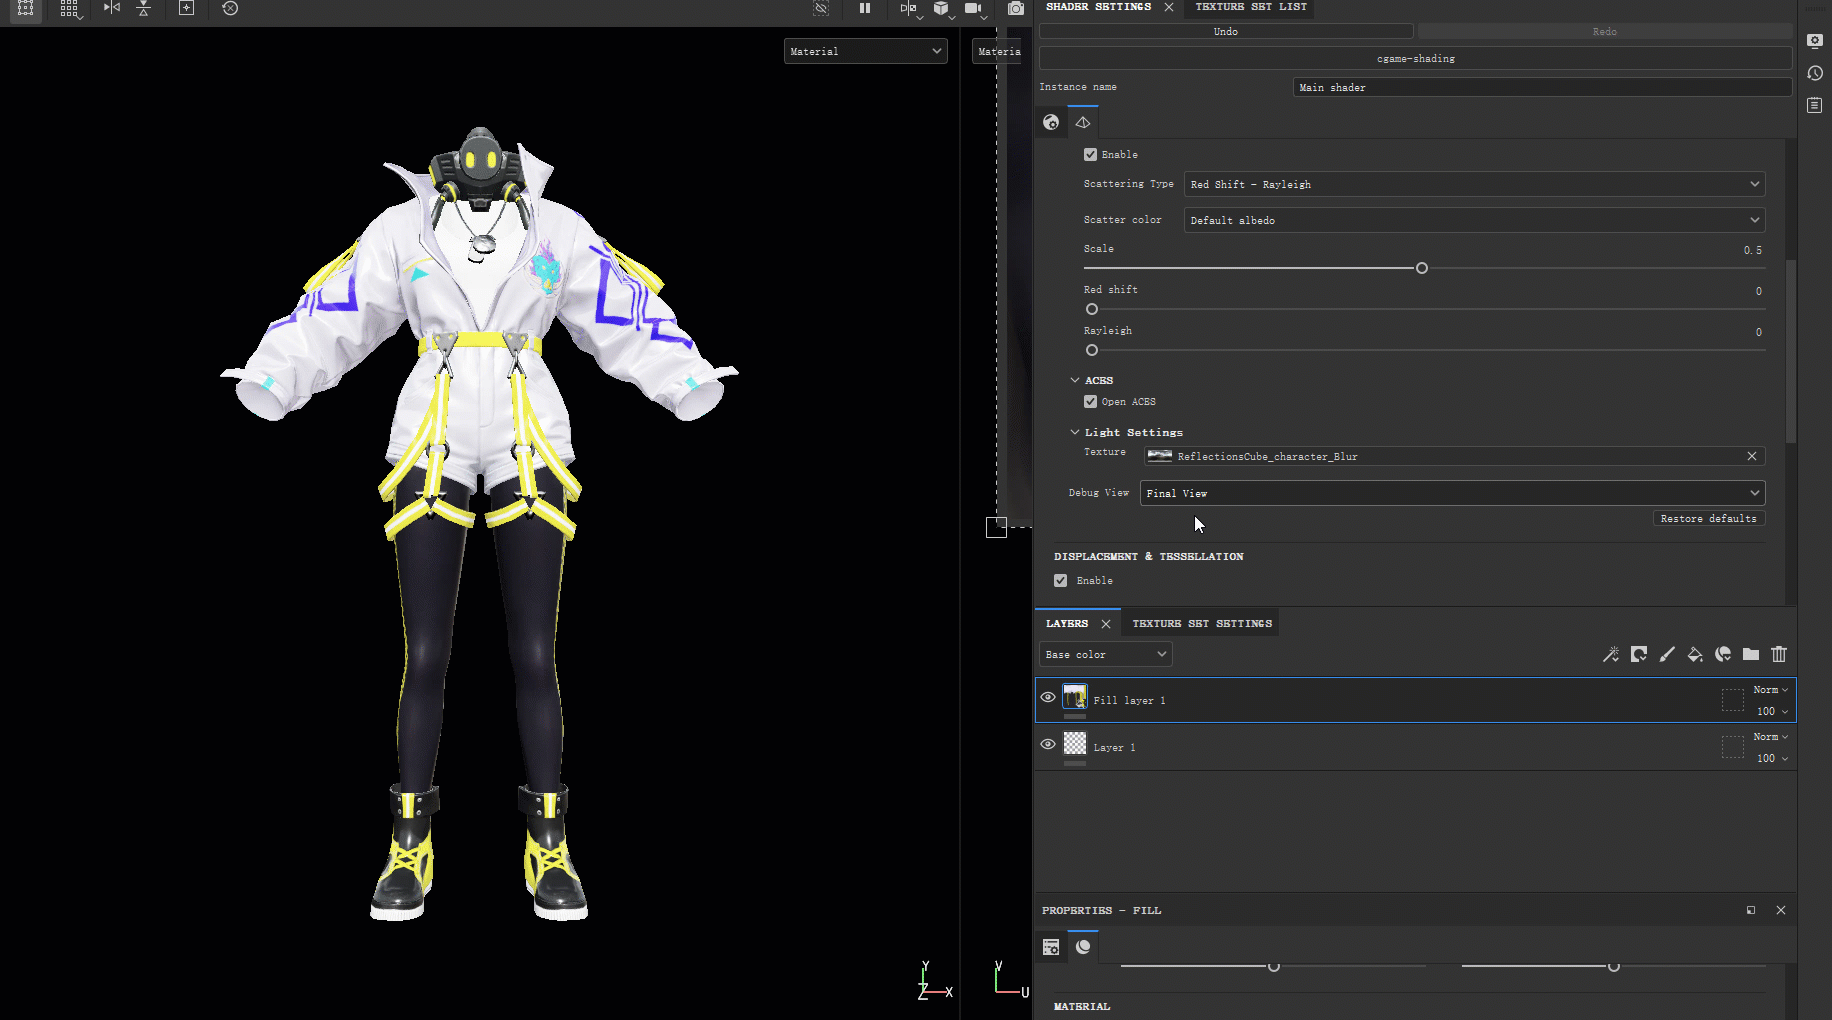 SHADER SETTINGS
TEXTURE SET LIST
Undo
Redo
cgame-shading
Instance name
Main shader
Material
Materia
Enable
Scattering Type
Red Shift - Rayleigh
Scatter color
Default albedo
Scale
0.5
Red shift
0
Rayleigh
0
ACES
Open ACES
Light Settings
Texture
ReflectionsCube_character_Blur
Debug View
Final View
Restore defaults
DISPLACEMENT & TESSELLATION
Enable
LAYERS
TEXTURE SET SETTINGS
Base color
Fill layer 1
Norm
100
Layer 1
Norm
100
PROPERTIES - FILL
MATERIAL
Y
Z
X
V
U